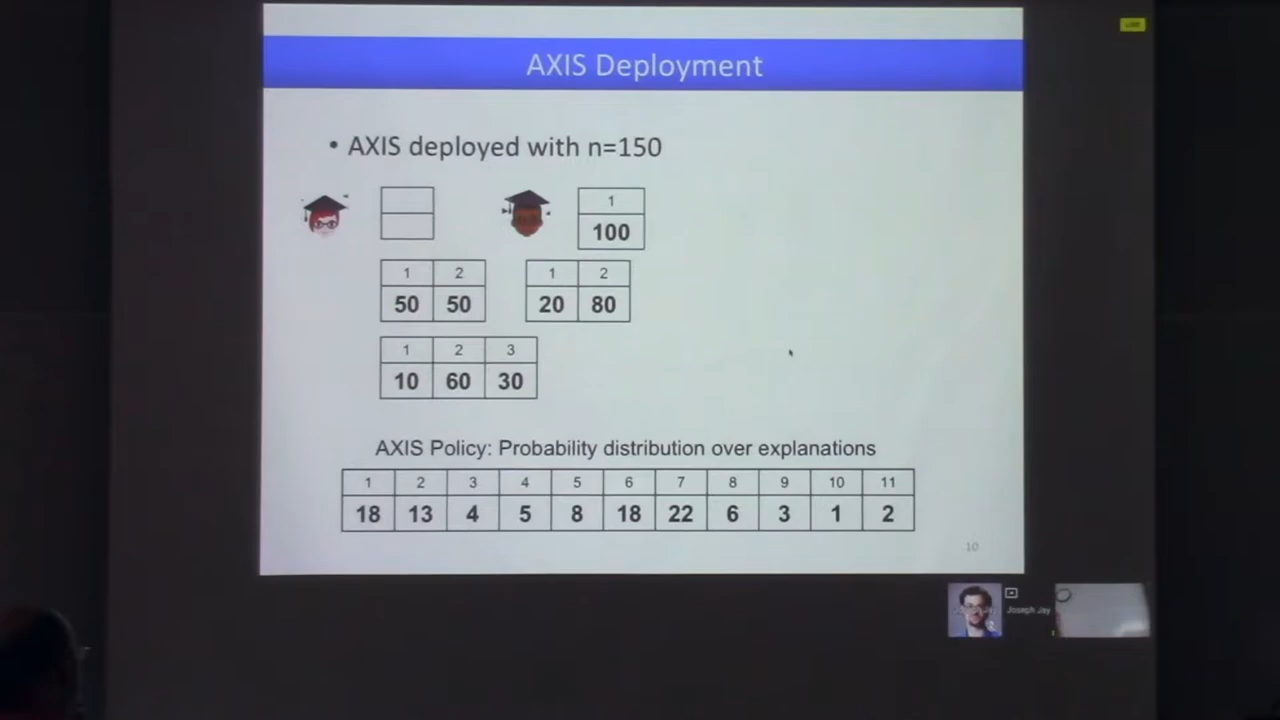 AXIS Deployment
• AXIS deployed with n=150
1
100
1 2 1 2
50 50 20 80
1 2 3
10 60 30
AXIS Policy: Probability distribution over explanations
1 2 3 4 5 6 7 8 9 10 11
18 13 4 5 8 18 22 6 3 1 2
10
Joseph Jay